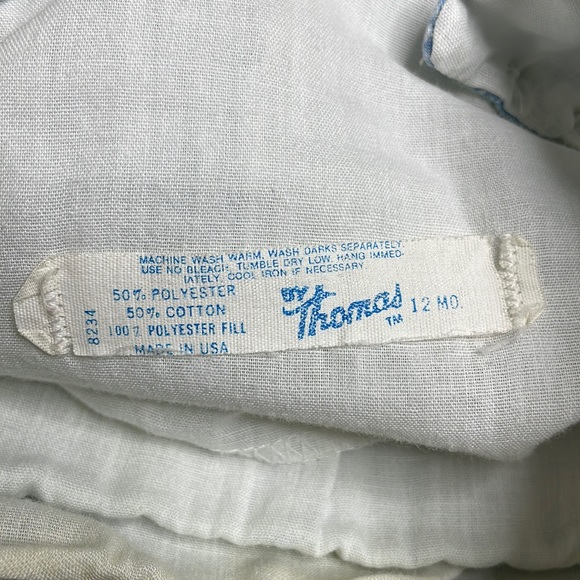 MACHINE WASH WARM, WASH DARKS SEPARATELY.
USE NO BLEACH, TUMBLE DRY LOW, HANG IMMED-
IATELY. COOL IRON IF NECESSARY.
50% POLYESTER
50% COTTON
100% POLYESTER FILL
MADE IN USA
8234
BY
Thomas TM
12 MO.